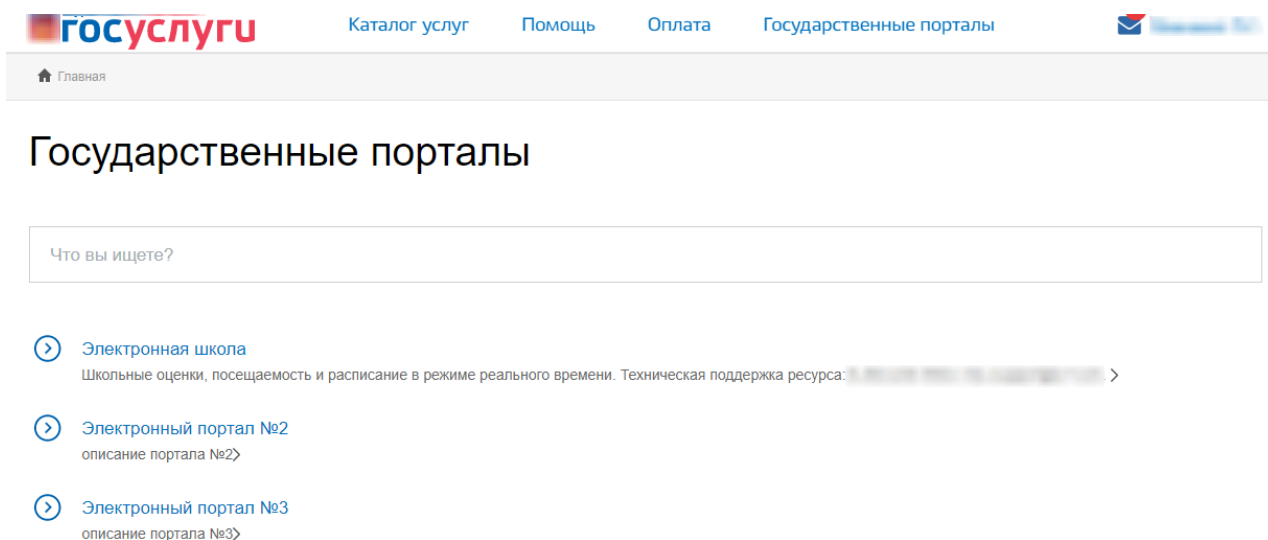 госуслуги Каталог услуг Помощь Оплата Государственные порталы
Главная
Государственные порталы
Что вы ищете?
Электронная школа
Школьные оценки, посещаемость и расписание в режиме реального времени. Техническая поддержка ресурса:
Электронный портал №2
описание портала №2
Электронный портал №3
описание портала №3